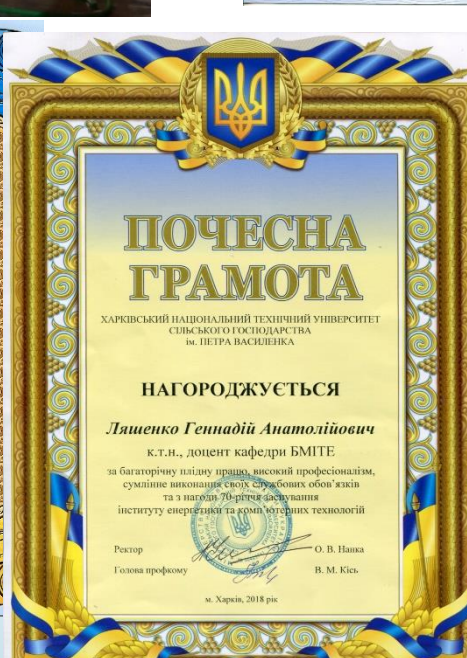 ПОЧЕСНА
ГРАМОТА
ХАРКІВСЬКИЙ НАЦІОНАЛЬНИЙ ТЕХНІЧНИЙ УНІВЕРСИТЕТ
СІЛЬСЬКОГО ГОСПОДАРСТВА
ім. ПЕТРА ВАСИЛЕНКА
НАГОРОДЖУЄТЬСЯ
Ляшенко Геннадій Анатолійович
к.т.н., доцент кафедри БМІТЕ
за багаторічну плідну працю, високий професіоналізм,
сумлінне виконання своїх службових обов'язків
та з нагоди 70-річчя заснування
інституту енергетики та комп'ютерних технологій
Ректор О. В. Нанка
Голова профкому В. М. Кісь
м. Харків, 2018 рік